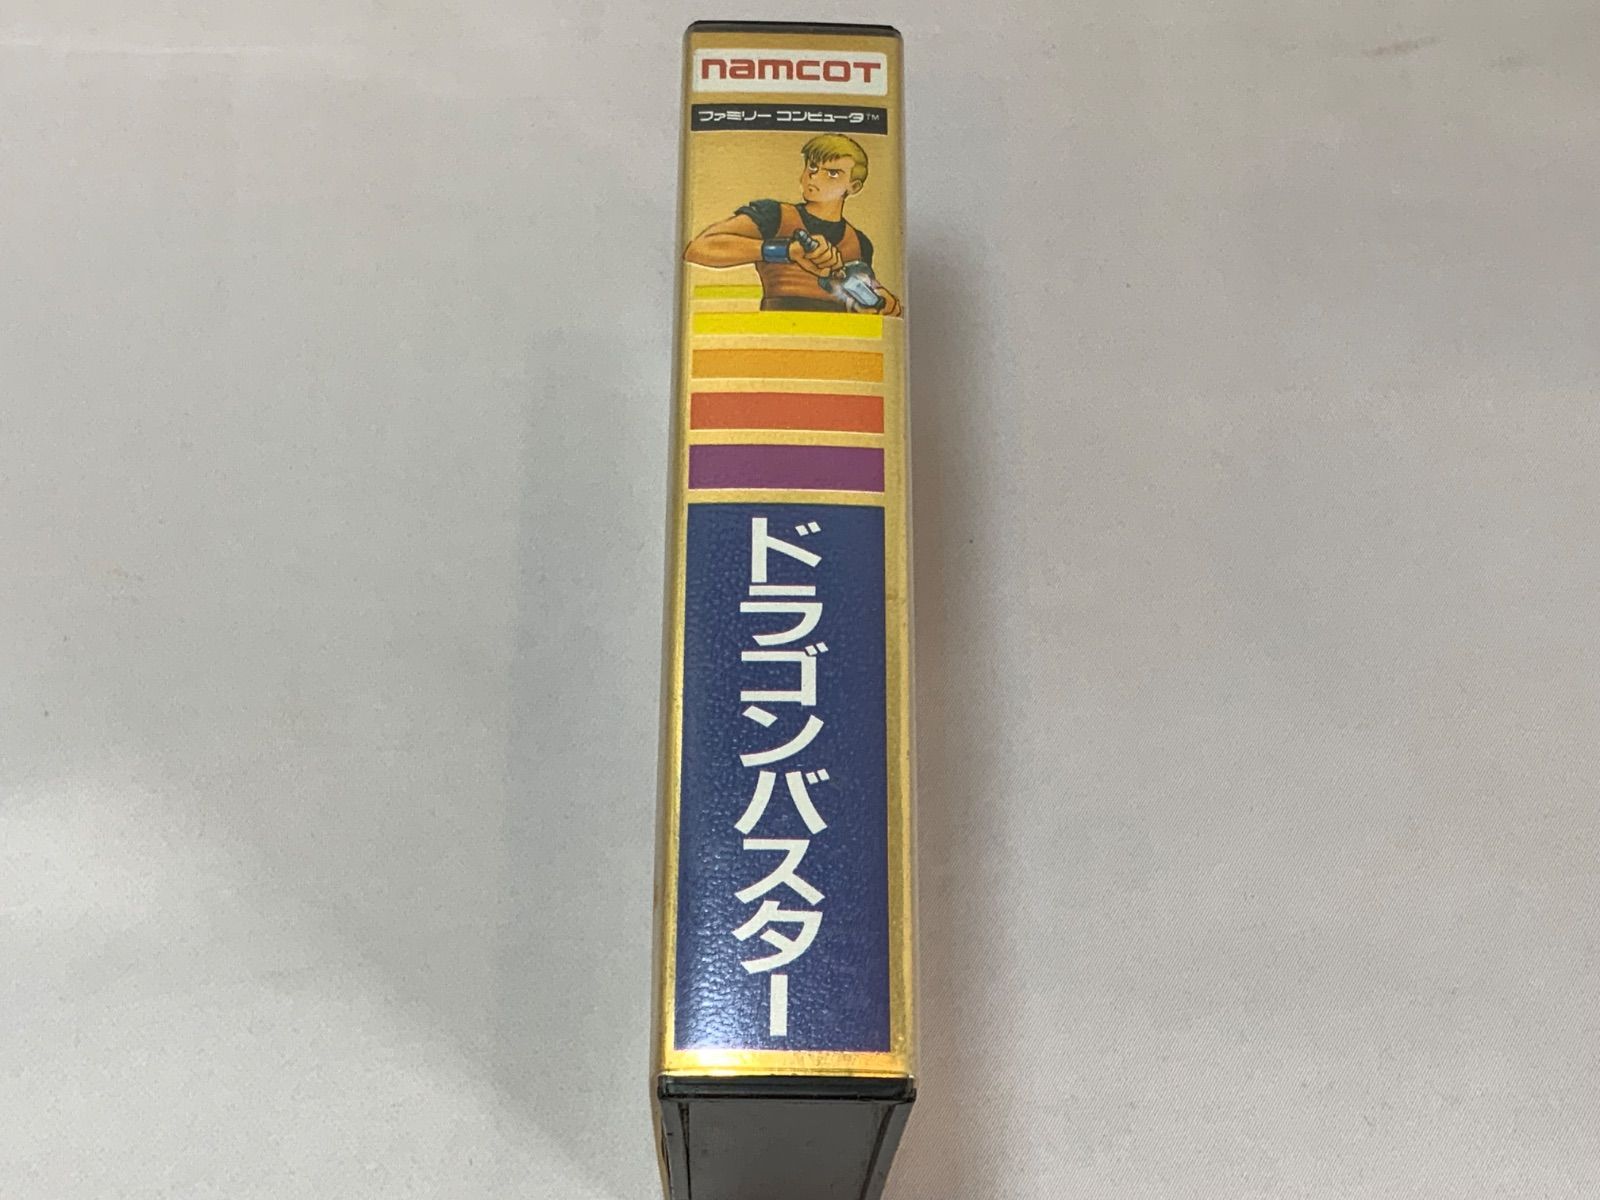 namcot
ファミリー コンピュータ™
ドラゴンバスター